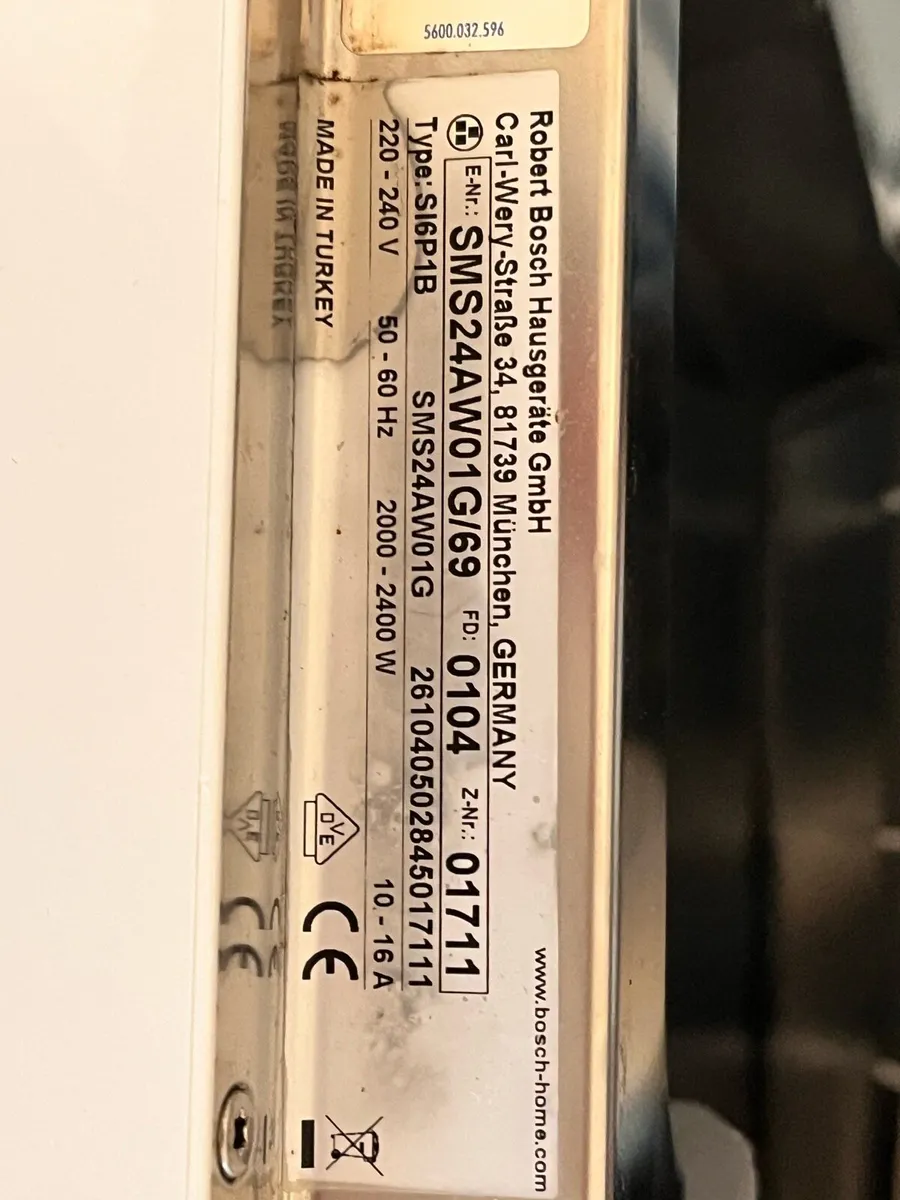 5600.032.596
Robert Bosch Hausgeräte GmbH www.bosch-home.com
Carl-Wery-Straße 34, 81739 München, GERMANY
E-Nr.: SMS24AW01G/69 FD: 0104 Z-Nr.: 01711
Type: SI6P1B SMS24AW01G 261040502845017111
220 - 240 V 50 - 60 Hz 2000 - 2400 W 10 - 16 A
MADE IN TURKEY DVE CE